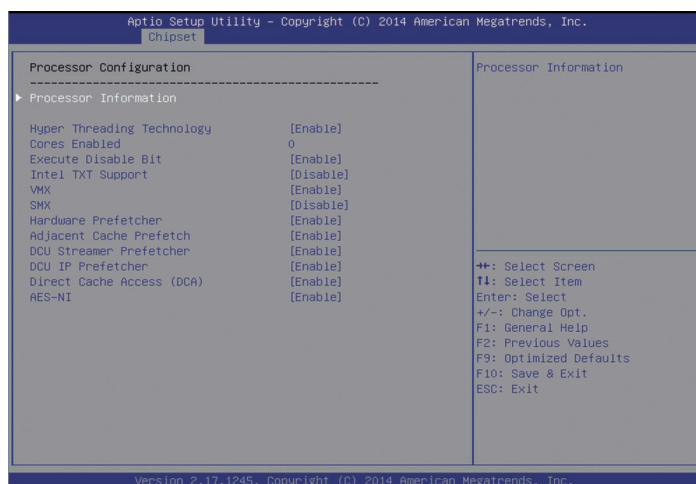 Aptio Setup Utility – Copyright (C) 2014 American Megatrends, Inc.
Chipset
Processor Configuration
--------------------------------------------------
Processor Information
Hyper Threading Technology [Enable]
Cores Enabled 0
Execute Disable Bit [Enable]
Intel TXT Support [Disable]
VMX [Enable]
SMX [Disable]
Hardware Prefetcher [Enable]
Adjacent Cache Prefetch [Enable]
DCU Streamer Prefetcher [Enable]
DCU IP Prefetcher [Enable]
Direct Cache Access (DCA) [Enable]
AES-NI [Enable]
Processor Information
→←: Select Screen
↑↓: Select Item
Enter: Select
+/-: Change Opt.
F1: General Help
F2: Previous Values
F9: Optimized Defaults
F10: Save & Exit
ESC: Exit
Version 2.17.1245. Copyright (C) 2014 American Megatrends, Inc.